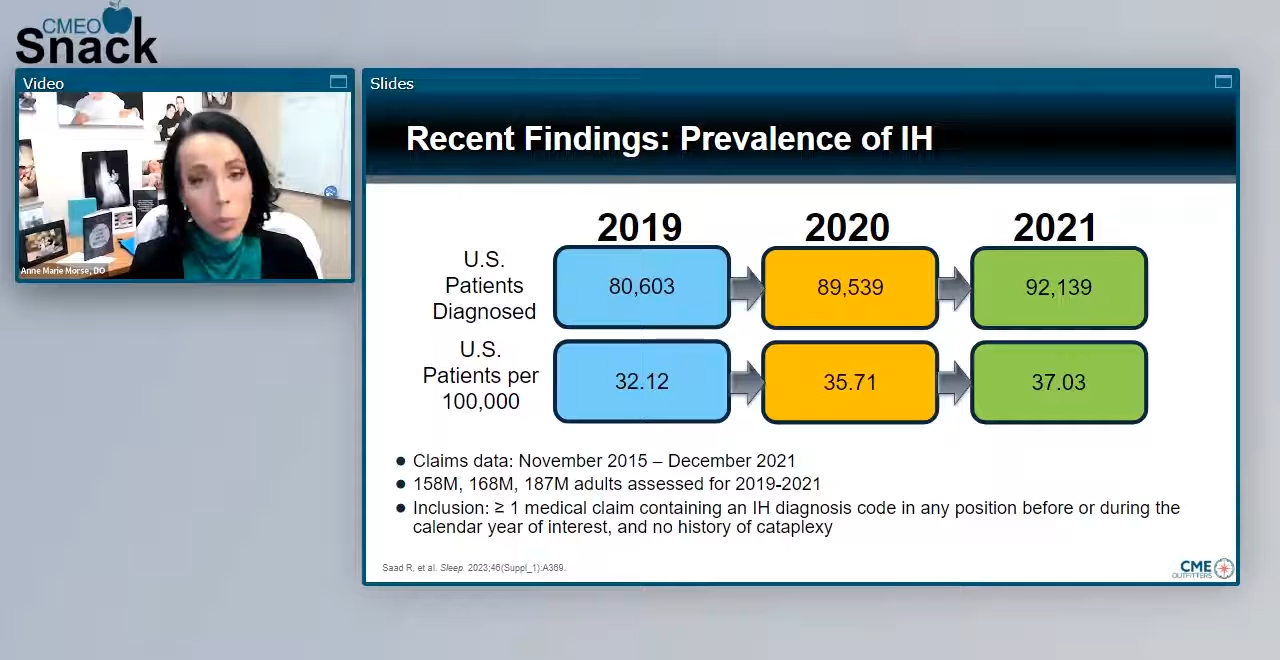 CMEO
Snack
Video
Anne Marie Morse, DO
Slides
Recent Findings: Prevalence of IH
2019 2020 2021
U.S.
Patients
Diagnosed
80,603 89,539 92,139
U.S.
Patients per
100,000
32.12 35.71 37.03
● Claims data: November 2015 – December 2021
● 158M, 168M, 187M adults assessed for 2019-2021
● Inclusion: ≥ 1 medical claim containing an IH diagnosis code in any position before or during the
calendar year of interest, and no history of cataplexy
Saad R, et al. Sleep. 2023;46(Suppl_1):A369.
CME
OUTFITTERS